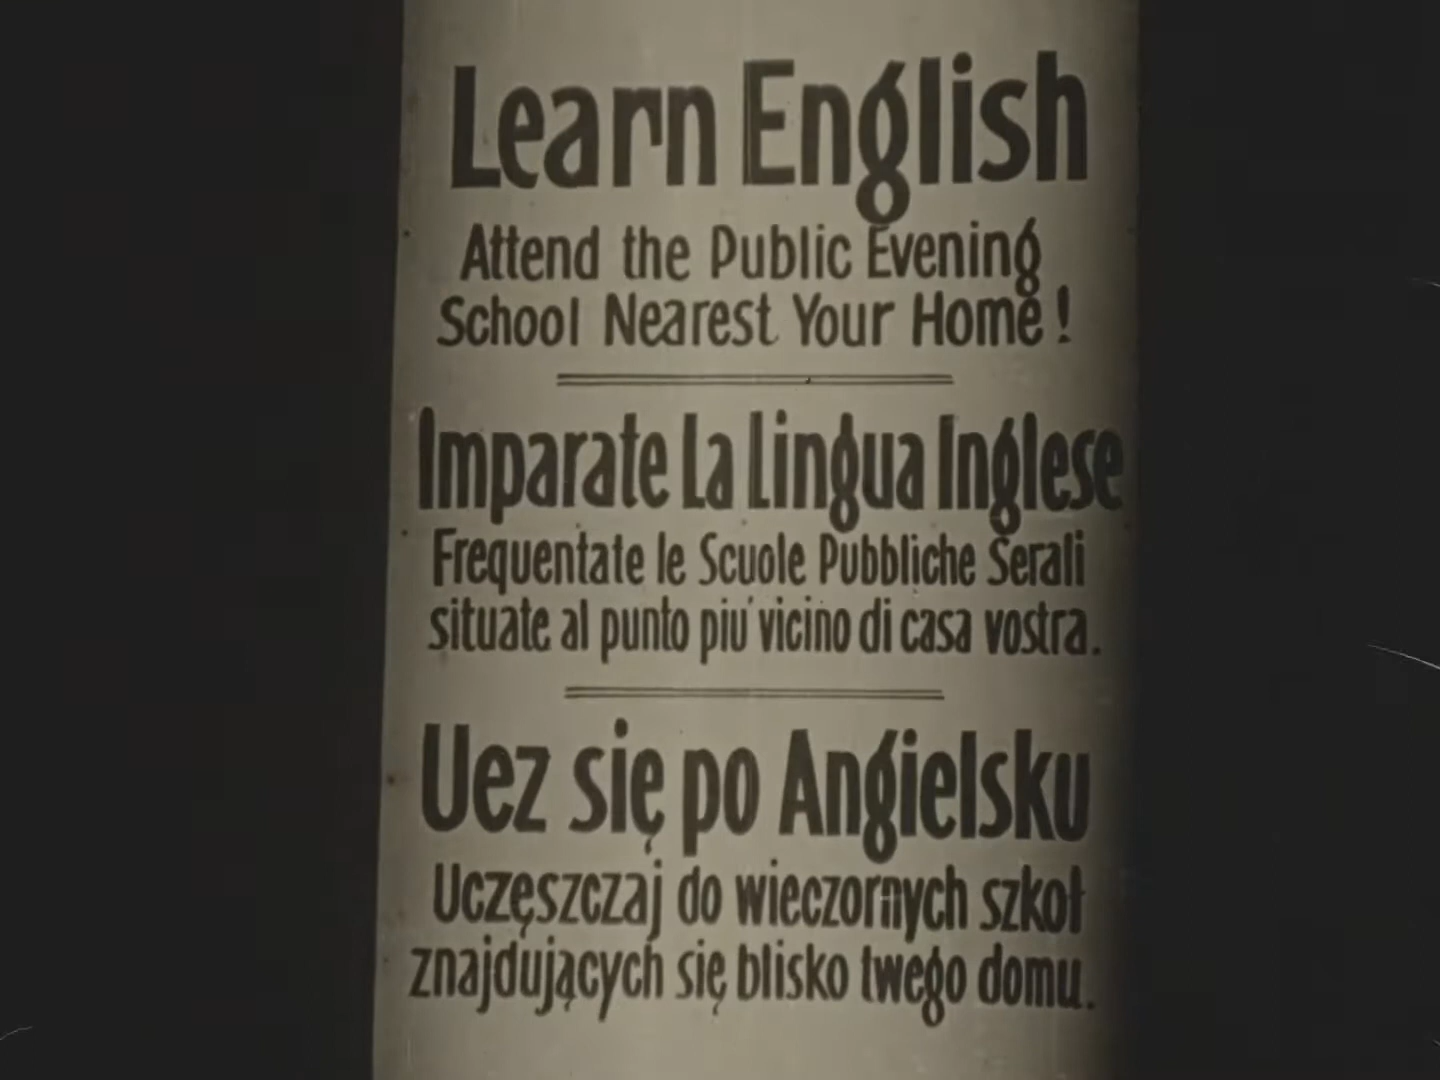 Learn English
Attend the Public Evening
School Nearest Your Home!
Imparate La Lingua Inglese
Frequentate le Scuole Pubbliche Serali
situate al punto piu' vicino di casa vostra.
Uez się po Angielsku
Uczęszczaj do wieczornych szkoł
znajdujących się blisko twego domu.